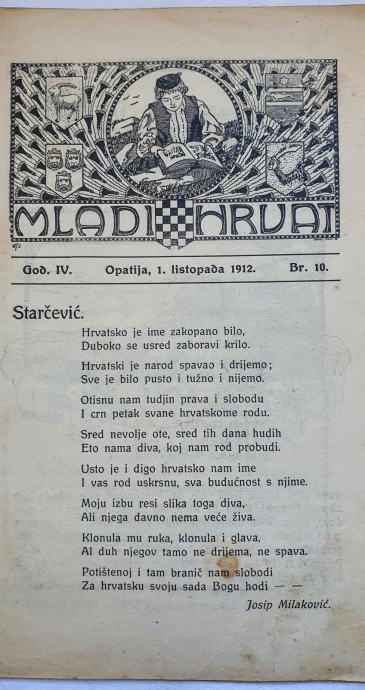 MLADI HRVAT
God. IV. Opatija, 1. listopada 1912. Br. 10.
Starčević.
Hrvatsko je ime zakopano bilo,
Duboko se usred zaboravi krilo.
Hrvatski je narod spavao i drijemo;
Sve je bilo pusto i tužno i nijemo.
Otisnu nam tudjin prava i slobodu
I crn petak svane hrvatskome rodu.
Sred nevolje ote, sred tih dana hudih
Eto nama diva, koj nam rod probudi.
Usto je i digo hrvatsko nam ime
I vas rod uskrsnu, sva budućnost s njime.
Moju izbu resi slika toga diva,
Ali njega davno nema veće živa.
Klonula mu ruka, klonula i glava,
Al duh njegov tamo ne drijema, ne spava.
Potištenoj i tam branič nam slobodi
Za hrvatsku svoju sada Bogu hodi — —
Josip Milaković.